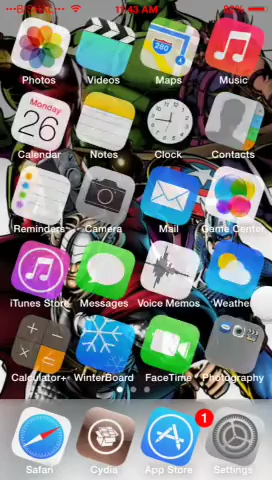 11:43 AM
Photos Videos Maps Music
280
Monday
26
Calendar Notes Clock Contacts
Reminders Camera Mail Game Center
iTunes Store Messages Voice Memos Weather
Calculator+ WinterBoard FaceTime Photography
1
Safari Cydia App Store Settings